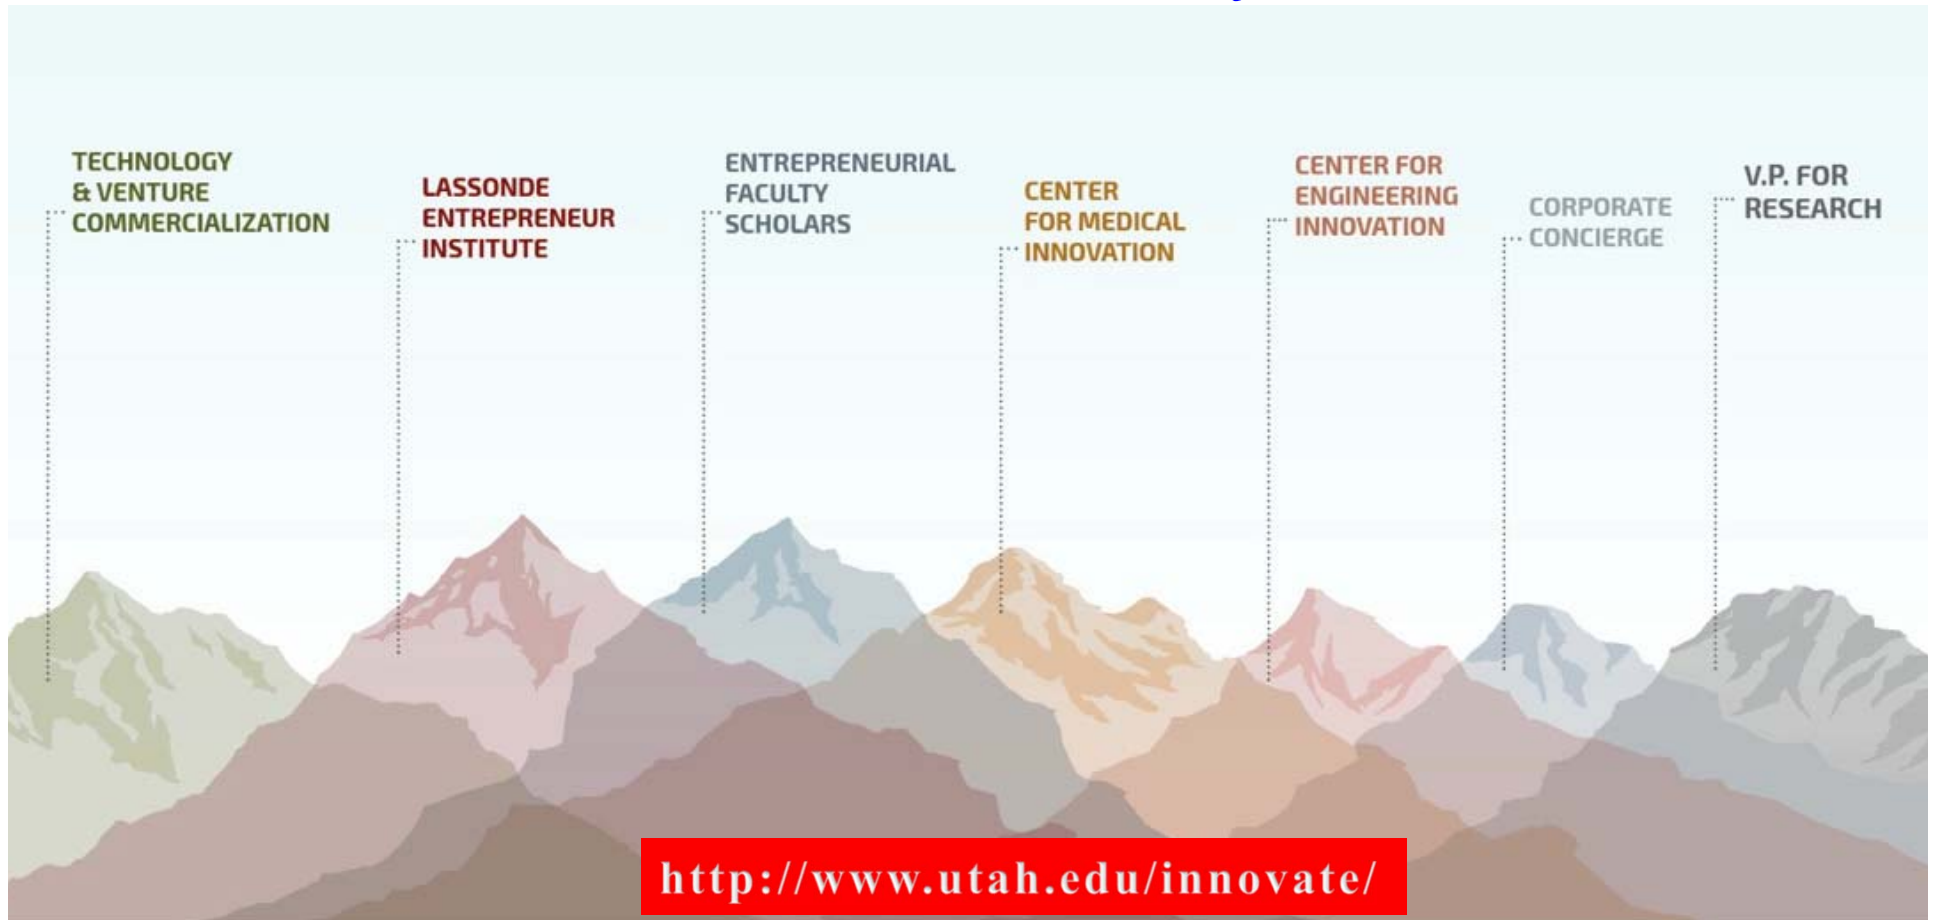 TECHNOLOGY
& VENTURE
COMMERCIALIZATION
LASSONDE
ENTREPRENEUR
INSTITUTE
ENTREPRENEURIAL
FACULTY
SCHOLARS
CENTER
FOR MEDICAL
INNOVATION
CENTER FOR
ENGINEERING
INNOVATION
CORPORATE
CONCIERGE
V.P. FOR
RESEARCH
http://www.utah.edu/innovate/